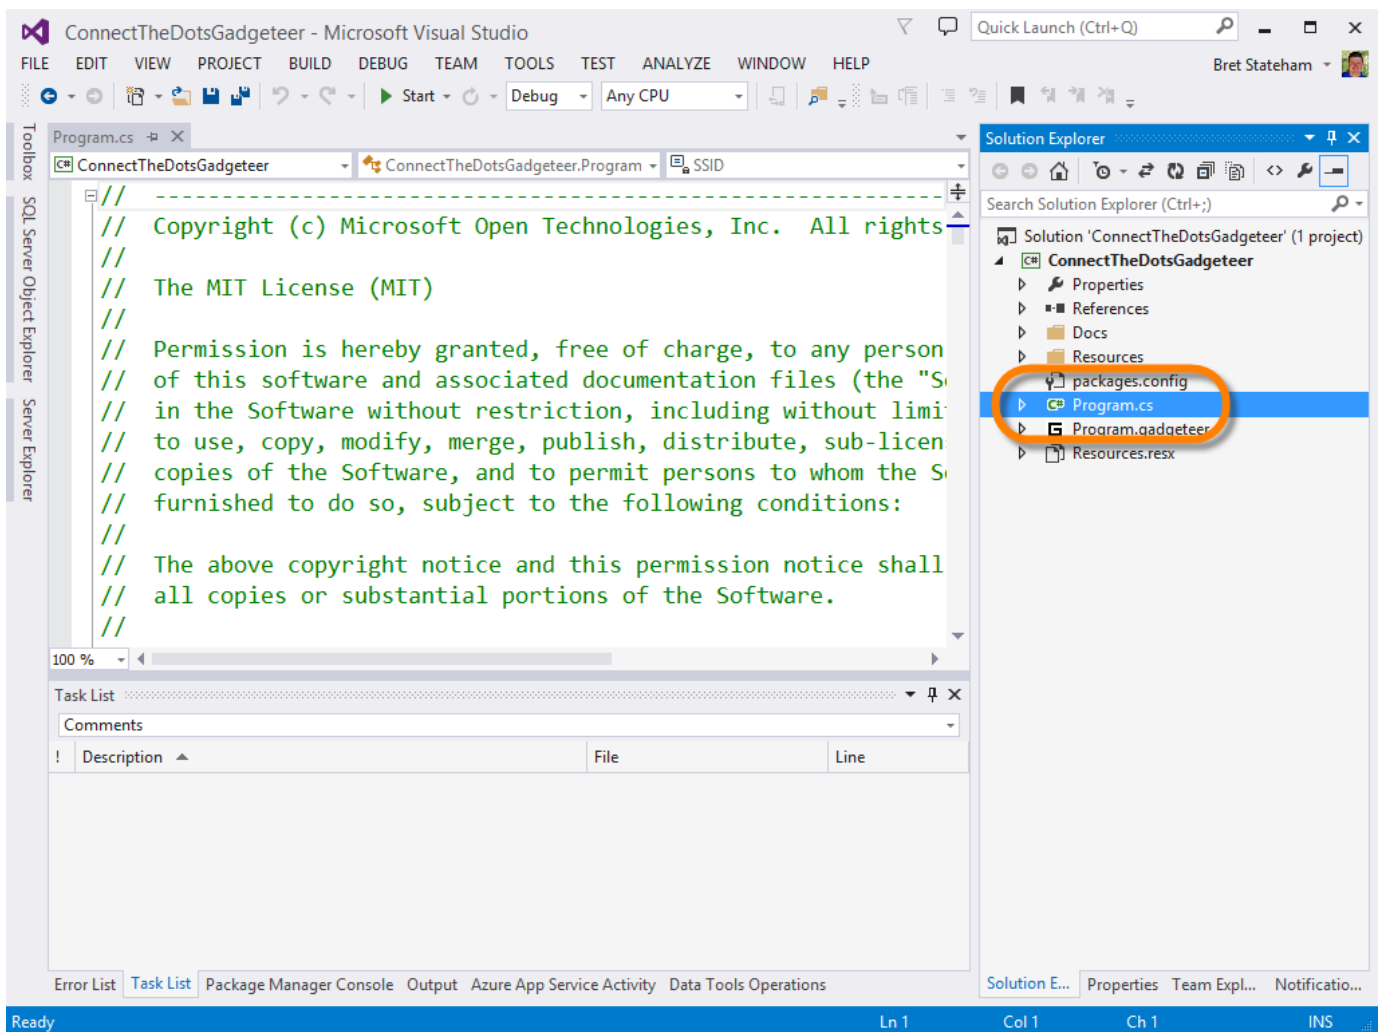 ConnectTheDotsGadgeteer - Microsoft Visual Studio
Quick Launch (Ctrl+Q)
FILE EDIT VIEW PROJECT BUILD DEBUG TEAM TOOLS TEST ANALYZE WINDOW HELP
Bret Stateham
Start Debug Any CPU
Toolbox
SQL Server Object Explorer
Server Explorer
Program.cs
C# ConnectTheDotsGadgeteer ConnectTheDotsGadgeteer.Program SSID
// ----------------------------------------------------------
// Copyright (c) Microsoft Open Technologies, Inc. All rights
//
// The MIT License (MIT)
//
// Permission is hereby granted, free of charge, to any person
// of this software and associated documentation files (the "S
// in the Software without restriction, including without limi
// to use, copy, modify, merge, publish, distribute, sub-licen
// copies of the Software, and to permit persons to whom the S
// furnished to do so, subject to the following conditions:
//
// The above copyright notice and this permission notice shall
// all copies or substantial portions of the Software.
//
100 %
Task List
Comments
! Description File Line
Error List Task List Package Manager Console Output Azure App Service Activity Data Tools Operations
Solution Explorer
Search Solution Explorer (Ctrl+;)
Solution 'ConnectTheDotsGadgeteer' (1 project)
C# ConnectTheDotsGadgeteer
Properties
References
Docs
Resources
packages.config
C# Program.cs
G Program.gadgeteer
Resources.resx
Solution E... Properties Team Expl... Notificatio...
Ready Ln 1 Col 1 Ch 1 INS